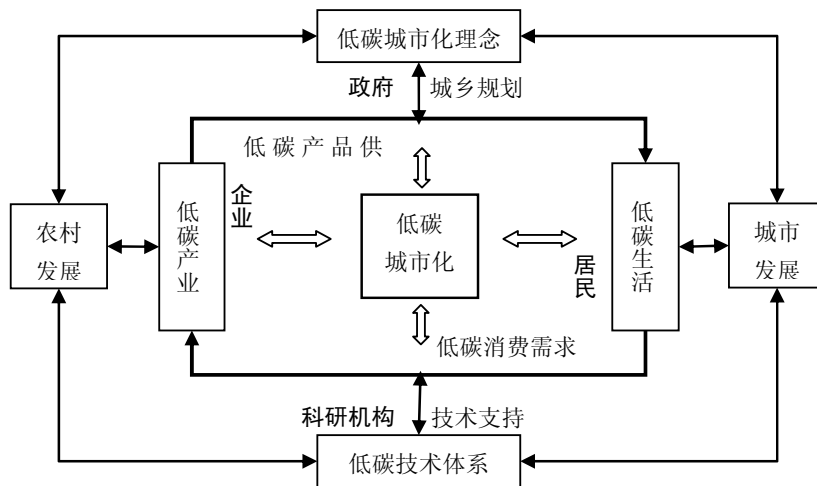 低碳城市化理念
政府
城乡规划
低碳产品供
农村
发展
低碳产业
企业
低碳
城市化
居民
低碳生活
城市
发展
低碳消费需求
科研机构
技术支持
低碳技术体系